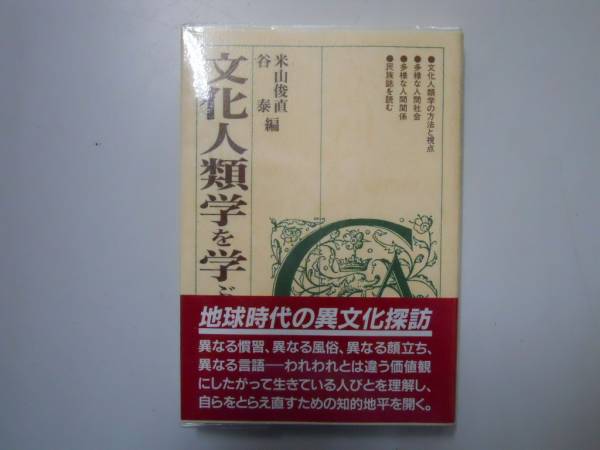 ●文化人類学の方法と視点
●多様な人間社会
●多様な人間関係
●民族誌を読む
米山俊直
谷 泰 編
文化人類学を学ぶ
CA
地球時代の異文化探訪
異なる慣習、異なる風俗、異なる顔立ち、
異なる言語──われわれとは違う価値観
にしたがって生きている人びとを理解し、
自らをとらえ直すための知的地平を開く。